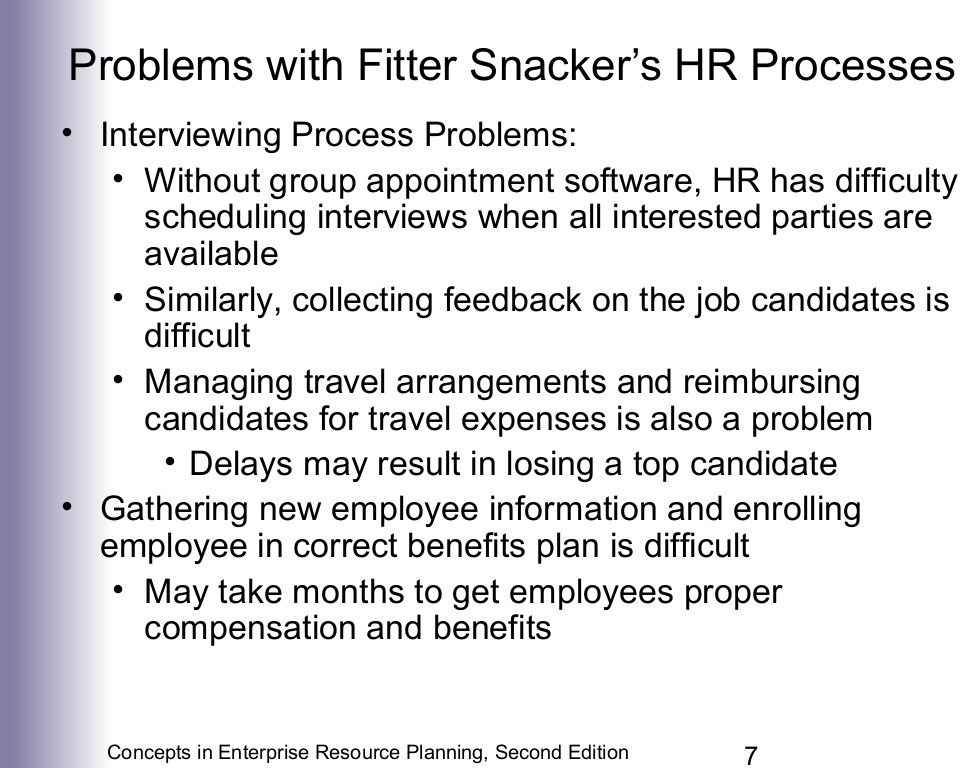 Problems with Fitter Snacker’s HR Processes
• Interviewing Process Problems:
• Without group appointment software, HR has difficulty
scheduling interviews when all interested parties are
available
• Similarly, collecting feedback on the job candidates is
difficult
• Managing travel arrangements and reimbursing
candidates for travel expenses is also a problem
• Delays may result in losing a top candidate
• Gathering new employee information and enrolling
employee in correct benefits plan is difficult
• May take months to get employees proper
compensation and benefits
Concepts in Enterprise Resource Planning, Second Edition
7